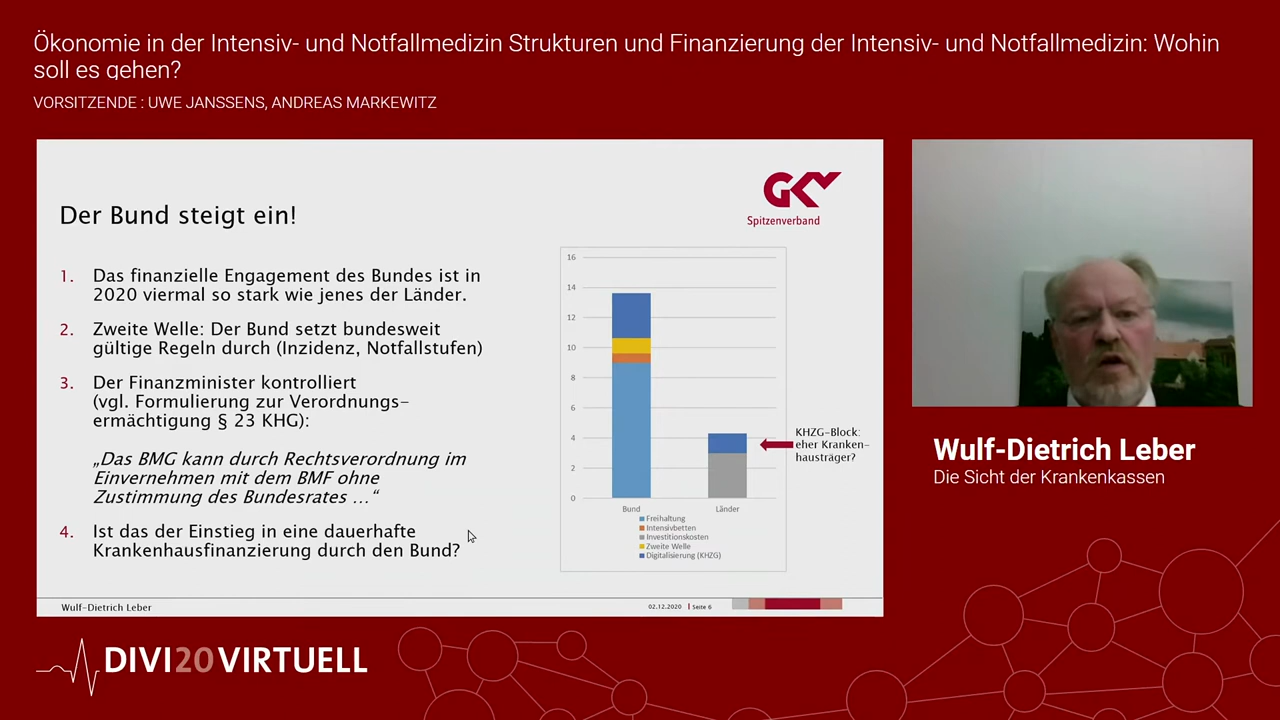 Ökonomie in der Intensiv- und Notfallmedizin Strukturen und Finanzierung der Intensiv- und Notfallmedizin: Wohin
soll es gehen?
VORSITZENDE : UWE JANSSENS, ANDREAS MARKEWITZ
GKV
Spitzenverband
Der Bund steigt ein!
1. Das finanzielle Engagement des Bundes ist in
2020 viermal so stark wie jenes der Länder.
2. Zweite Welle: Der Bund setzt bundesweit
gültige Regeln durch (Inzidenz, Notfallstufen)
3. Der Finanzminister kontrolliert
(vgl. Formulierung zur Verordnungs-
ermächtigung § 23 KHG):
„Das BMG kann durch Rechtsverordnung im
Einvernehmen mit dem BMF ohne
Zustimmung des Bundesrates …“
4. Ist das der Einstieg in eine dauerhafte
Krankenhausfinanzierung durch den Bund?
16
14
12
10
8
6
4
2
0
Bund
Länder
Freihaltung
Intensivbetten
Investitionskosten
Zweite Welle
Digitalisierung (KHZG)
KHZG-Block:
eher Kranken-
hausträger?
Wulf-Dietrich Leber
02.12.2020 | Seite 6
Wulf-Dietrich Leber
Die Sicht der Krankenkassen
DIVI20VIRTUELL